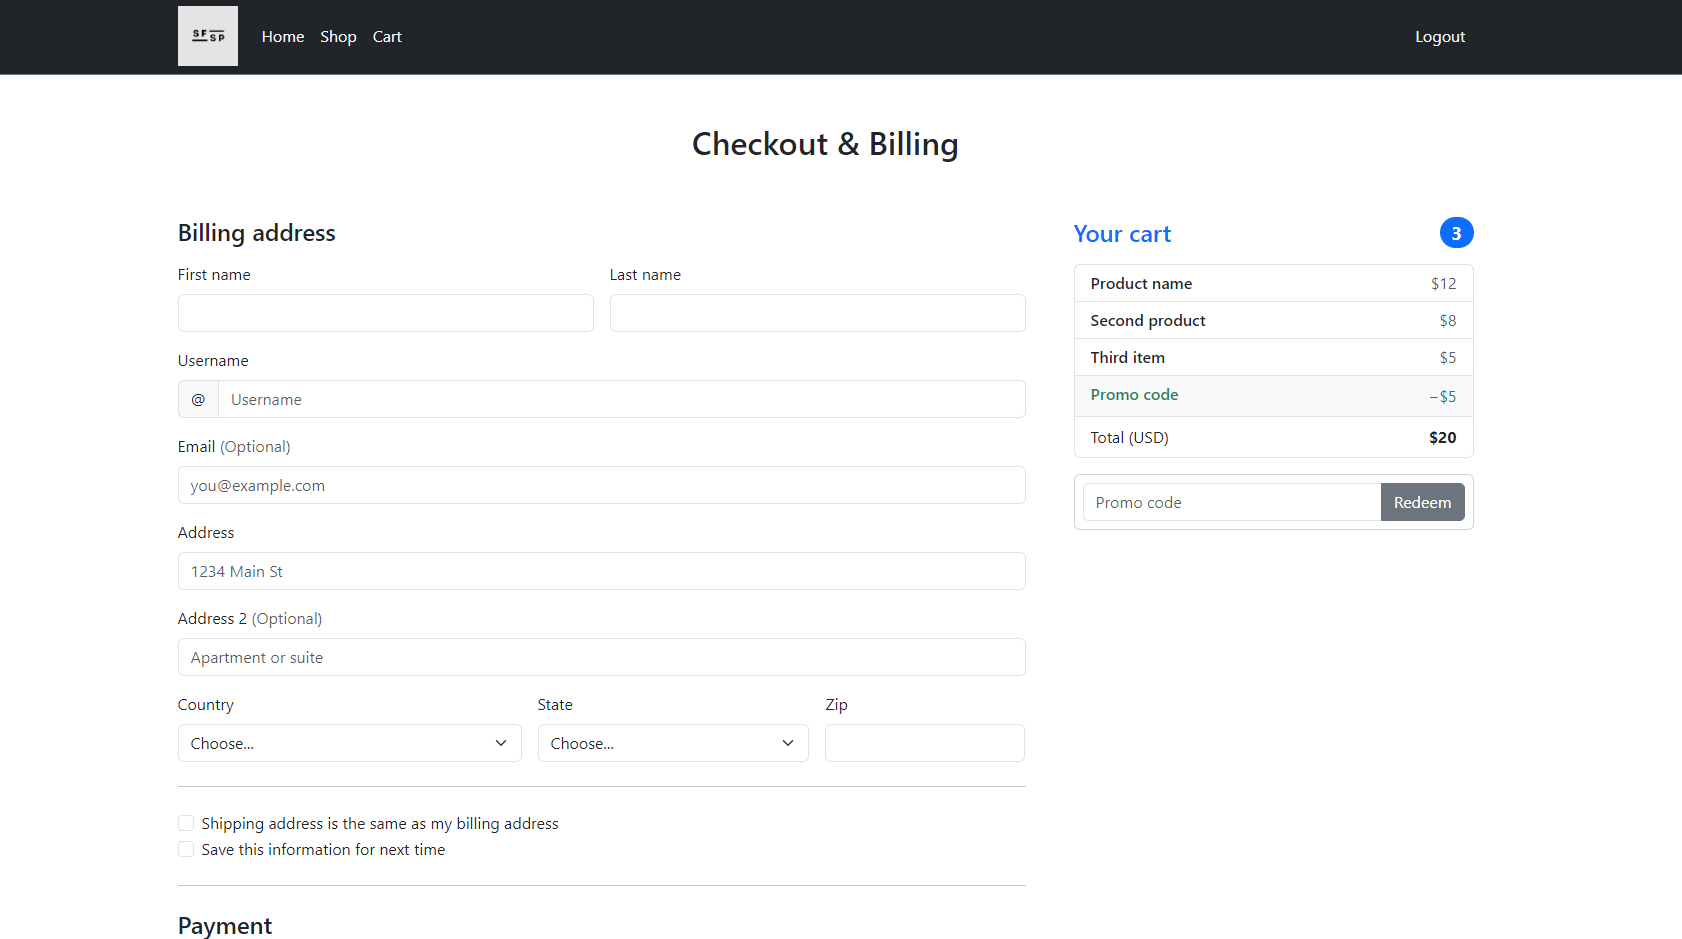 SF
SP
Home Shop Cart Logout
Checkout & Billing
Billing address
First name Last name
Username
@ Username
Email (Optional)
you@example.com
Address
1234 Main St
Address 2 (Optional)
Apartment or suite
Country State Zip
Choose... Choose...
Shipping address is the same as my billing address
Save this information for next time
Payment
Your cart 3
Product name $12
Second product $8
Third item $5
Promo code −$5
Total (USD) $20
Promo code Redeem